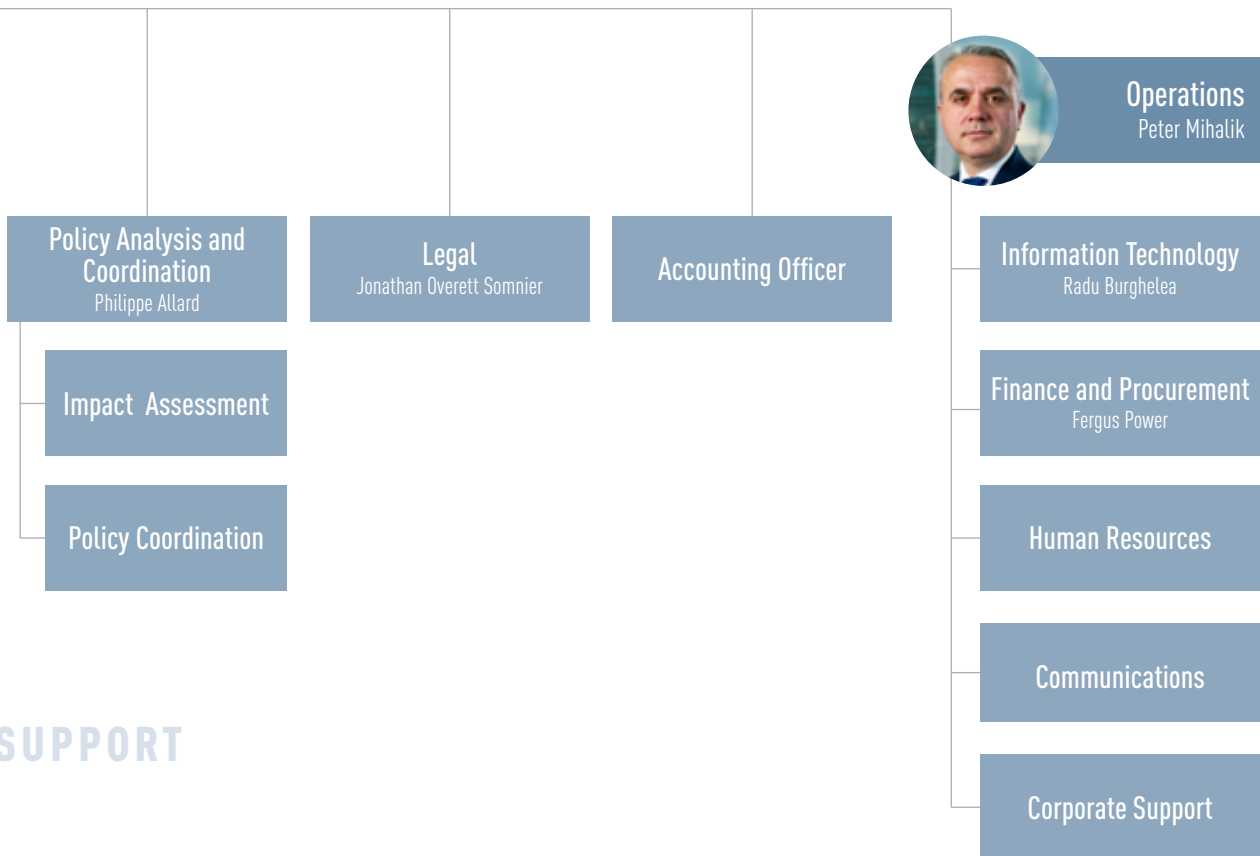 Operations
Peter Mihalik
Policy Analysis and
Coordination
Philippe Allard
Legal
Jonathan Overett Somnier
Accounting Officer
Information Technology
Radu Burghelea
Impact Assessment
Finance and Procurement
Fergus Power
Policy Coordination
Human Resources
Communications
SUPPORT
Corporate Support